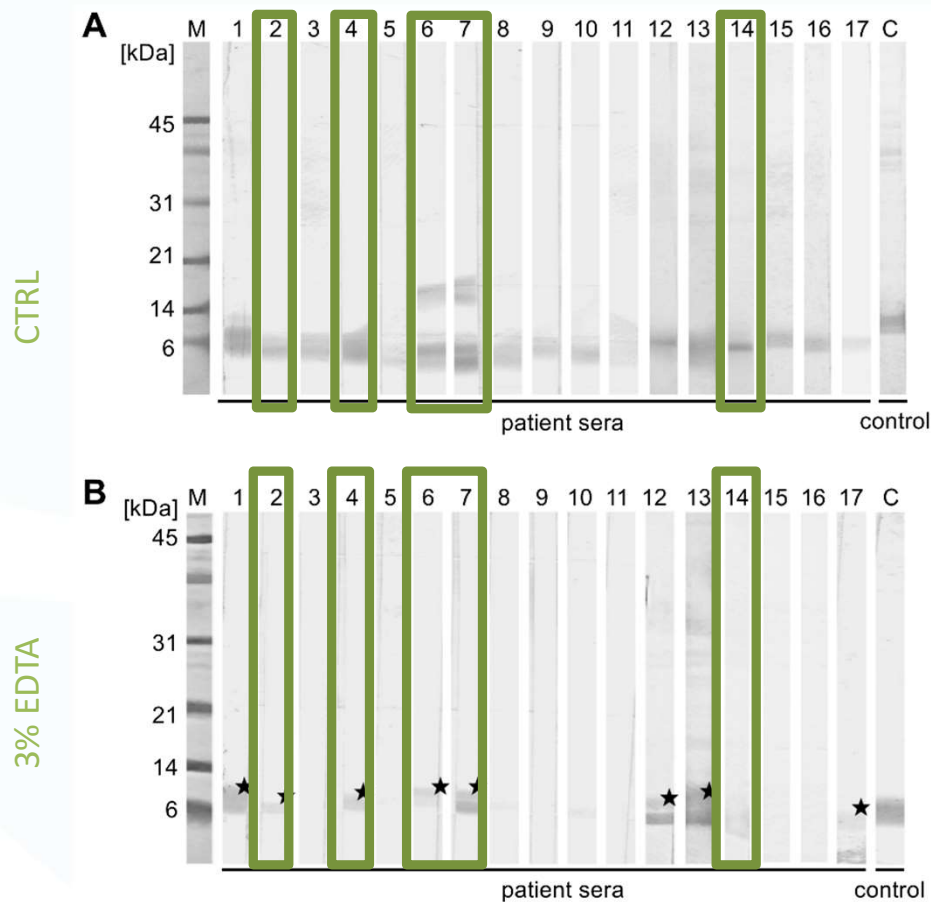 A
M 1 2 3 4 5 6 7 8 9 10 11 12 13 14 15 16 17 C
[kDa]
45
31
21
14
6
patient sera control
CTRL
B
M 1 2 3 4 5 6 7 8 9 10 11 12 13 14 15 16 17 C
[kDa]
45
31
21
14
6
patient sera control
3% EDTA